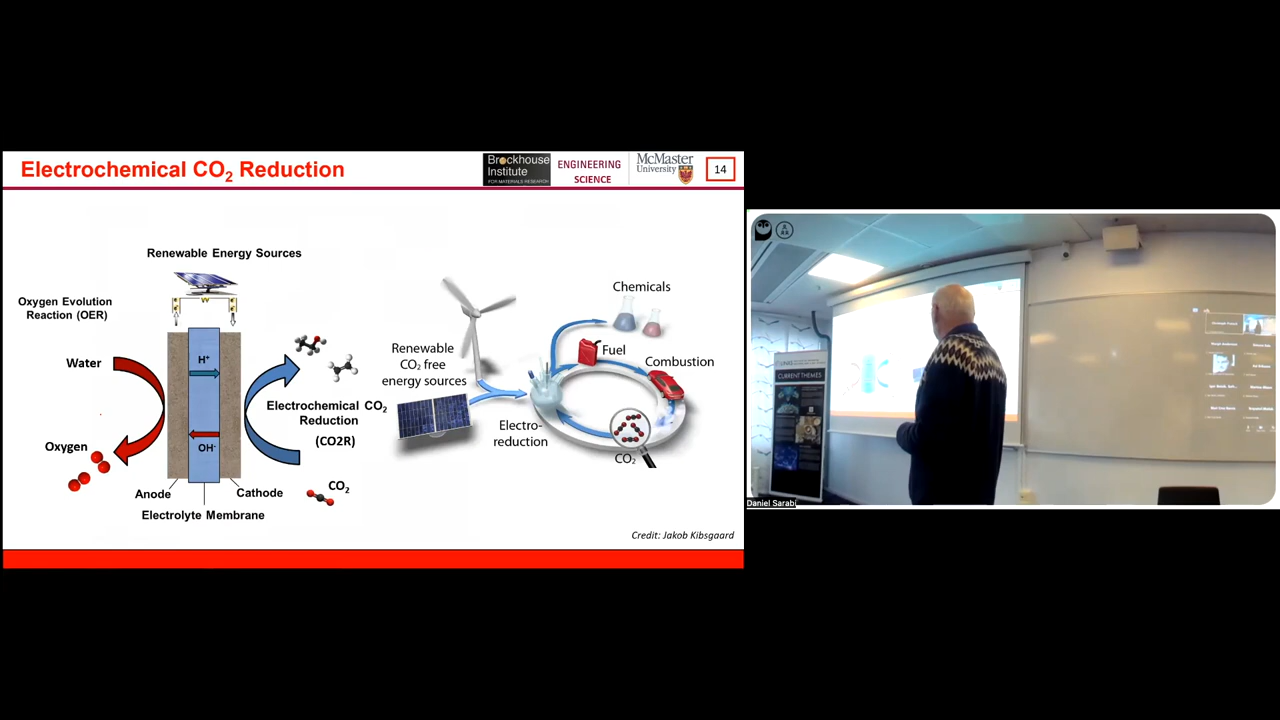 Electrochemical CO₂ Reduction
Brockhouse
Institute
FOR MATERIALS RESEARCH
ENGINEERING
SCIENCE
McMaster
University
14
Renewable Energy Sources
Oxygen Evolution
Reaction (OER)
Water
H⁺
Electrochemical CO₂
Reduction
(CO2R)
Oxygen
OH⁻
CO₂
Anode
Cathode
Electrolyte Membrane
Renewable
CO₂ free
energy sources
Electro-
reduction
Chemicals
Fuel
Combustion
CO₂
Credit: Jakob Kibsgaard
CURRENT THEMES
Daniel Sarabi